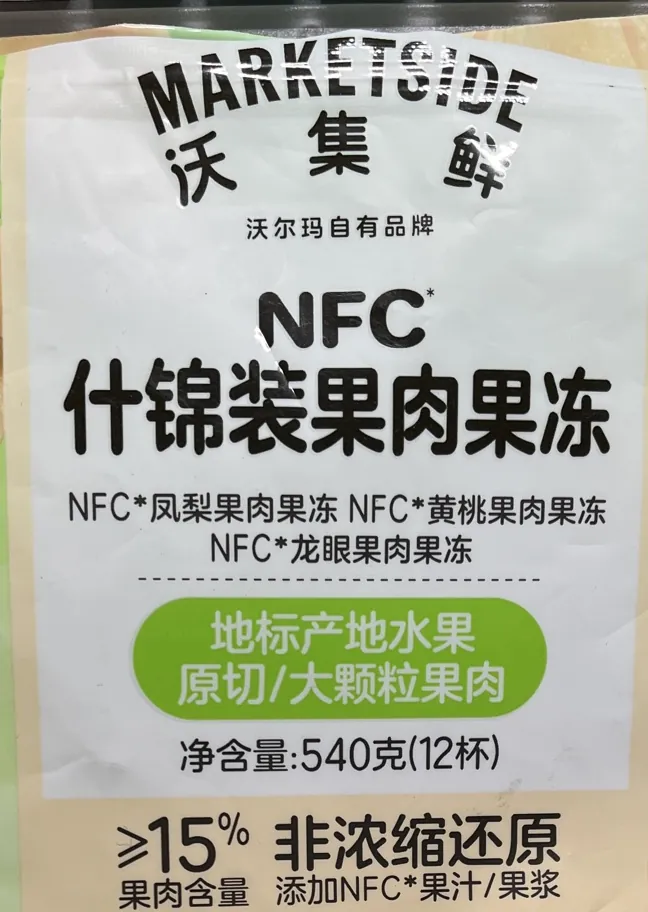 MARKETSIDE
沃集鲜
沃尔玛自有品牌
NFC*
什锦装果肉果冻
NFC*凤梨果肉果冻 NFC*黄桃果肉果冻
NFC*龙眼果肉果冻
地标产地水果
原切/大颗粒果肉
净含量:540克(12杯)
≥15% 非浓缩还原
果肉含量 添加NFC*果汁/果浆